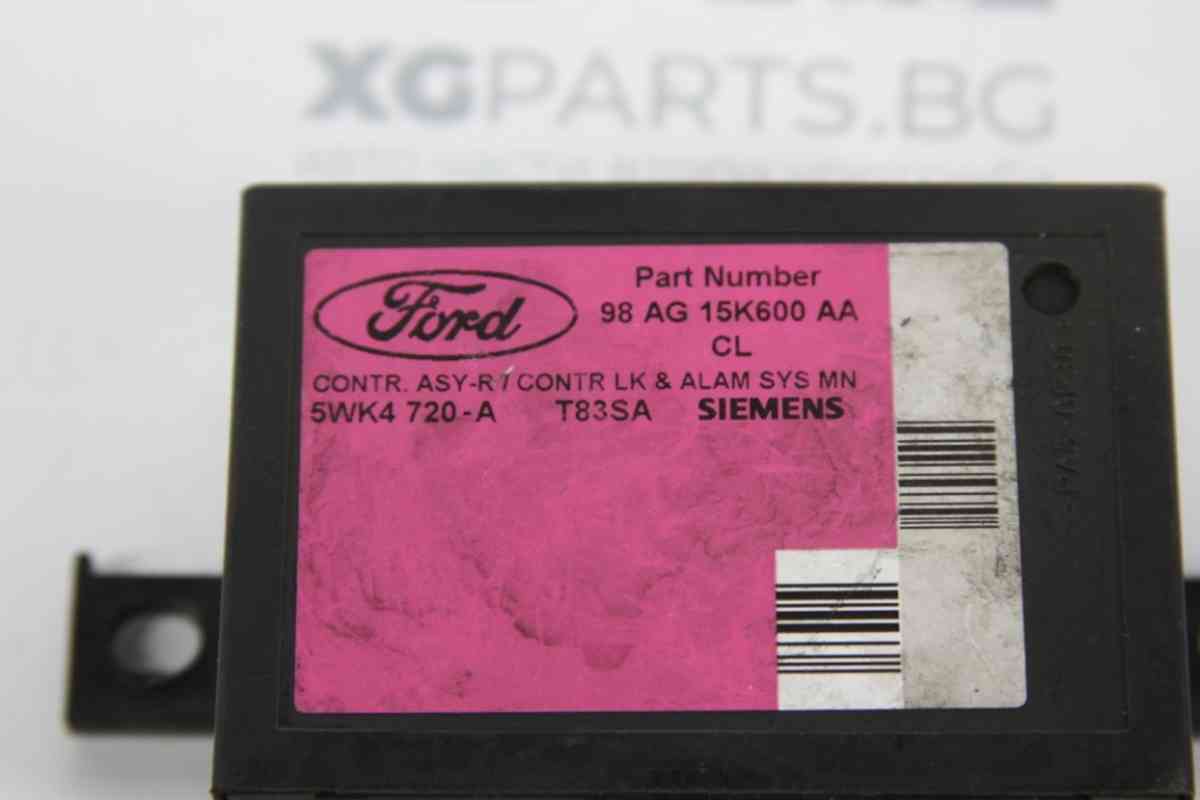 XGPARTS.BG
Ford
Part Number
98 AG 15K600 AA
CL
CONTR. ASY-R / CONTR LK & ALAM SYS MN
5WK4 720-A T83SA SIEMENS